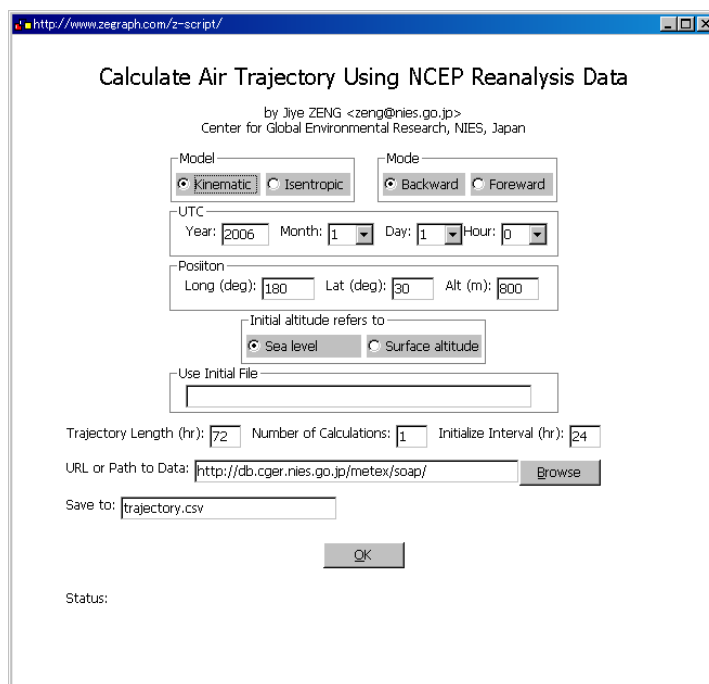 http://www.zegraph.com/z-script/
Calculate Air Trajectory Using NCEP Reanalysis Data
by Jiye ZENG <zeng@nies.go.jp>
Center for Global Environmental Research, NIES, Japan
Model
Kinematic Isentropic
Mode
Backward Foreward
UTC
Year: 2006 Month: 1 Day: 1 Hour: 0
Posiiton
Long (deg): 180 Lat (deg): 30 Alt (m): 800
Initial altitude refers to
Sea level Surface altitude
Use Initial File
Trajectory Length (hr): 72 Number of Calculations: 1 Initialize Interval (hr): 24
URL or Path to Data: http://db.cger.nies.go.jp/metex/soap/ Browse
Save to: trajectory.csv
OK
Status: